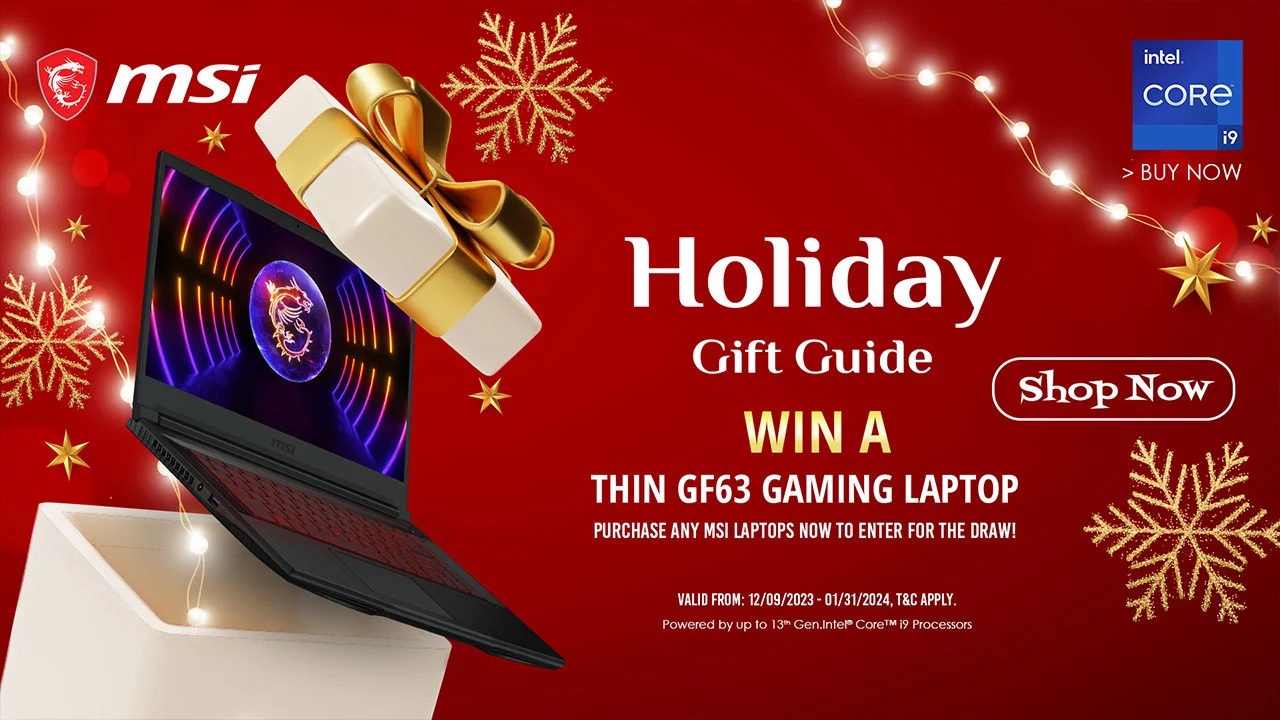 msi
intel.
CORE
i9
> BUY NOW
Holiday
Gift Guide
Shop Now
WIN A
THIN GF63 GAMING LAPTOP
PURCHASE ANY MSI LAPTOPS NOW TO ENTER FOR THE DRAW!
VALID FROM: 12/09/2023 - 01/31/2024, T&C APPLY.
Powered by up to 13th Gen.Intel® Core™ i9 Processors
msi